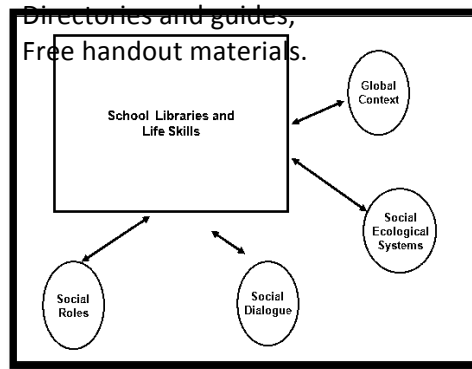 Directories and guides,
Free handout materials.
School Libraries and
Life Skills
Global
Context
Social
Ecological
Systems
Social
Roles
Social
Dialogue